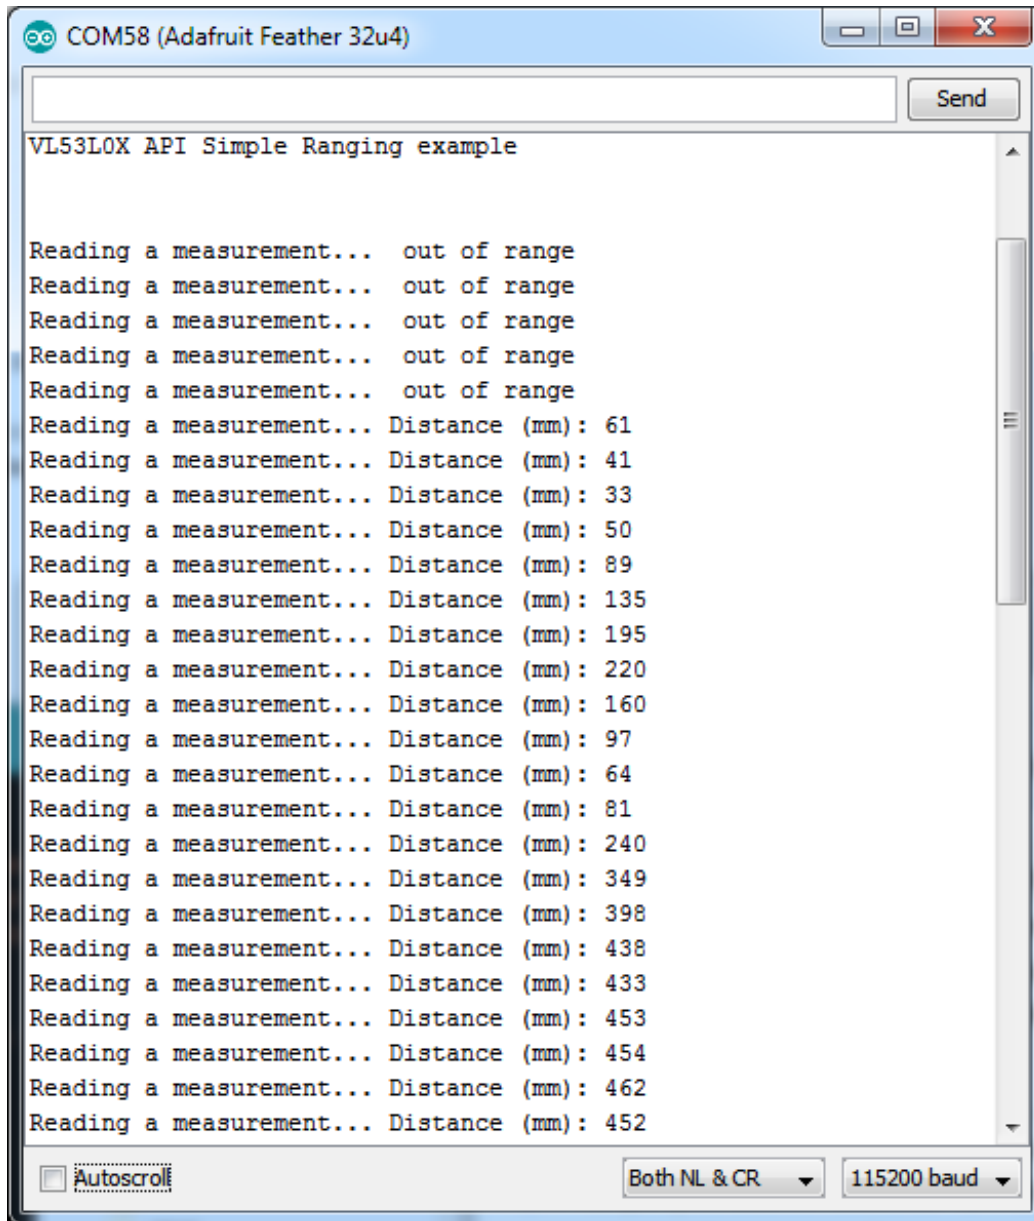 COM58 (Adafruit Feather 32u4)
Send
VL53L0X API Simple Ranging example
Reading a measurement...  out of range
Reading a measurement...  out of range
Reading a measurement...  out of range
Reading a measurement...  out of range
Reading a measurement...  out of range
Reading a measurement... Distance (mm): 61
Reading a measurement... Distance (mm): 41
Reading a measurement... Distance (mm): 33
Reading a measurement... Distance (mm): 50
Reading a measurement... Distance (mm): 89
Reading a measurement... Distance (mm): 135
Reading a measurement... Distance (mm): 195
Reading a measurement... Distance (mm): 220
Reading a measurement... Distance (mm): 160
Reading a measurement... Distance (mm): 97
Reading a measurement... Distance (mm): 64
Reading a measurement... Distance (mm): 81
Reading a measurement... Distance (mm): 240
Reading a measurement... Distance (mm): 349
Reading a measurement... Distance (mm): 398
Reading a measurement... Distance (mm): 438
Reading a measurement... Distance (mm): 433
Reading a measurement... Distance (mm): 453
Reading a measurement... Distance (mm): 454
Reading a measurement... Distance (mm): 462
Reading a measurement... Distance (mm): 452
Autoscroll Both NL & CR 115200 baud